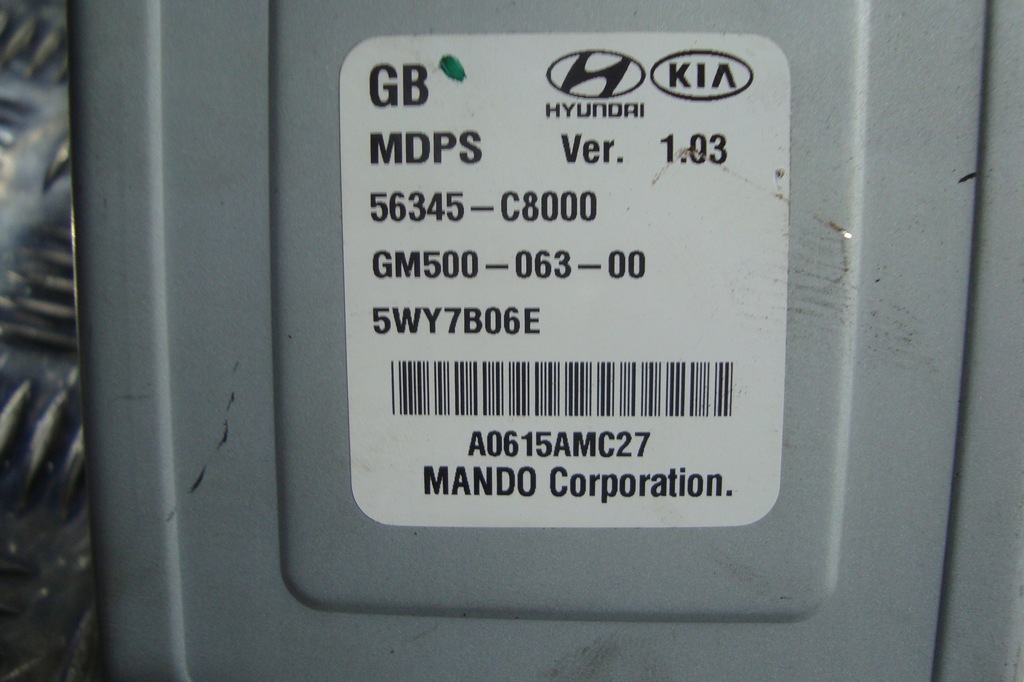 GB
HYUNDAI KIA
MDPS Ver. 1.03
56345-C8000
GM500-063-00
5WY7B06E
A0615AMC27
MANDO Corporation.